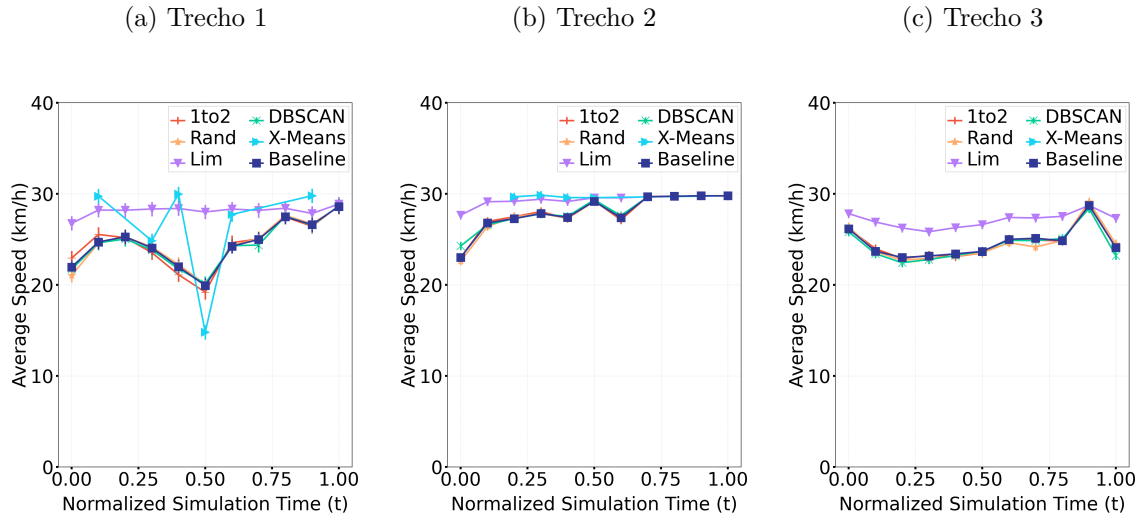 (a) Trecho 1
(b) Trecho 2
(c) Trecho 3
Average Speed (km/h)
40
30
20
10
0
1to2 DBSCAN
Rand X-Means
Lim Baseline
0.00 0.25 0.50 0.75 1.00
Normalized Simulation Time (t)
Average Speed (km/h)
40
30
20
10
0
1to2 DBSCAN
Rand X-Means
Lim Baseline
0.00 0.25 0.50 0.75 1.00
Normalized Simulation Time (t)
Average Speed (km/h)
40
30
20
10
0
1to2 DBSCAN
Rand X-Means
Lim Baseline
0.00 0.25 0.50 0.75 1.00
Normalized Simulation Time (t)